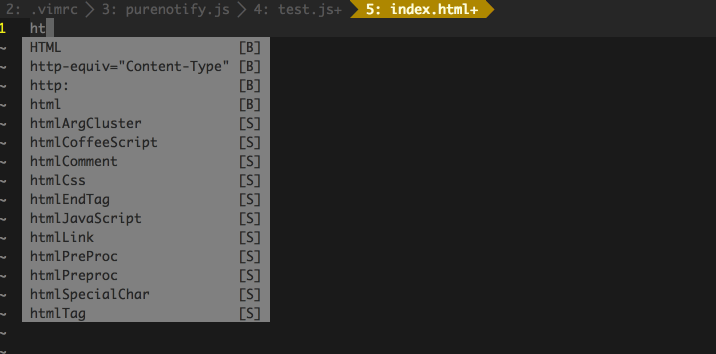 2: .vimrc 3: purenotify.js 4: test.js+ 5: index.html+
1 ht
~ HTML [B]
~ http-equiv="Content-Type" [B]
~ http: [B]
~ html [B]
~ htmlArgCluster [S]
~ htmlCoffeeScript [S]
~ htmlComment [S]
~ htmlCss [S]
~ htmlEndTag [S]
~ htmlJavaScript [S]
~ htmlLink [S]
~ htmlPreProc [S]
~ htmlPreproc [S]
~ htmlSpecialChar [S]
~ htmlTag [S]
~
~